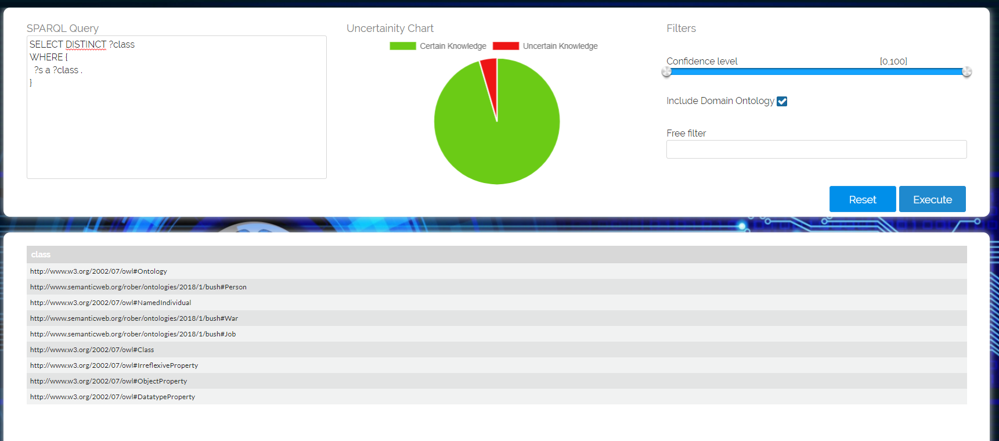 SPARQL Query
SELECT DISTINCT ?class
WHERE {
?s a ?class .
}
Uncertainity Chart
Certain Knowledge
Uncertain Knowledge
Filters
Confidence level
[0,100]
Include Domain Ontology
Free filter
Reset
Execute
class
http://www.w3.org/2002/07/owl#Ontology
http://www.semanticweb.org/rober/ontologies/2018/1/bush#Person
http://www.w3.org/2002/07/owl#NamedIndividual
http://www.semanticweb.org/rober/ontologies/2018/1/bush#War
http://www.semanticweb.org/rober/ontologies/2018/1/bush#Job
http://www.w3.org/2002/07/owl#Class
http://www.w3.org/2002/07/owl#IrreflexiveProperty
http://www.w3.org/2002/07/owl#ObjectProperty
http://www.w3.org/2002/07/owl#DatatypeProperty